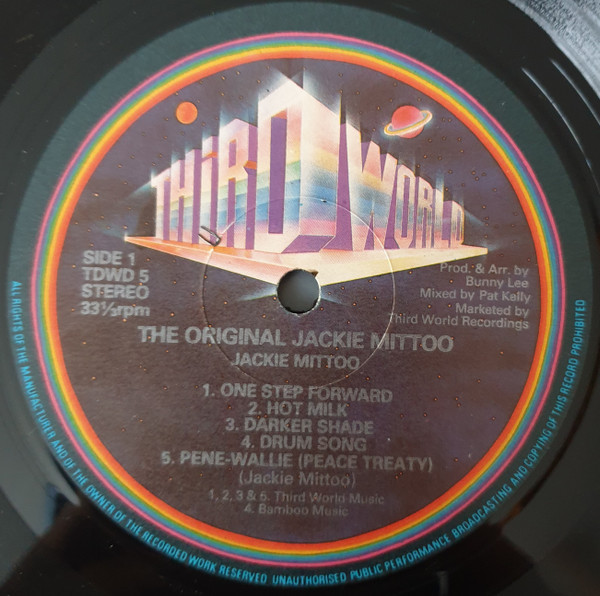 THIRD WORLD
SIDE 1
TDWD 5
STEREO
33⅓rpm
Prod. & Arr. by
Bunny Lee
Mixed by Pat Kelly
Marketed by
Third World Recordings
THE ORIGINAL JACKIE MITTOO
JACKIE MITTOO
1. ONE STEP FORWARD
2. HOT MILK
3. DARKER SHADE
4. DRUM SONG
5. PENE-WALLIE (PEACE TREATY)
(Jackie Mittoo)
1, 2, 3 & 5. Third World Music
4. Bamboo Music
ALL RIGHTS OF THE MANUFACTURER AND OF THE OWNER OF THE RECORDED WORK RESERVED UNAUTHORISED PUBLIC PERFORMANCE BROADCASTING AND COPYING OF THIS RECORD PROHIBITED